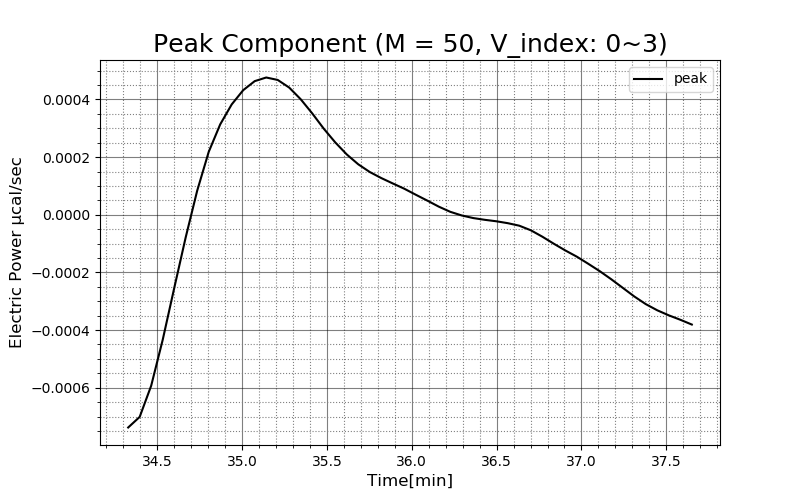 Peak Component (M = 50, V_index: 0~3)
peak
0.0004
0.0002
0.0000
−0.0002
−0.0004
−0.0006
Electric Power μcal/sec
34.5 35.0 35.5 36.0 36.5 37.0 37.5
Time[min]